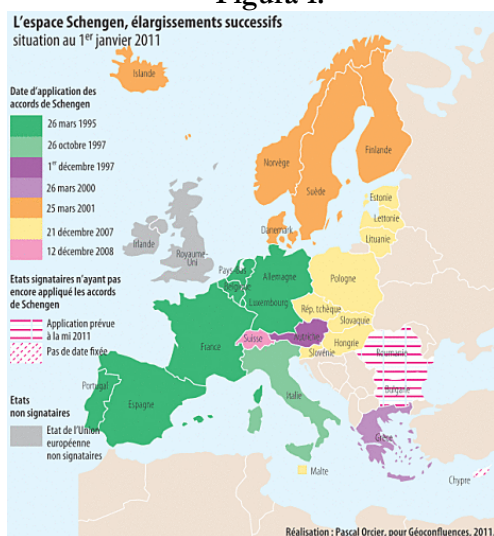 Figura 1.
L'espace Schengen, élargissements successifs
situation au 1er janvier 2011
Date d'application des
accords de Schengen
26 mars 1995
26 octobre 1997
1er décembre 1997
26 mars 2000
25 mars 2001
21 décembre 2007
12 décembre 2008
Etats signataires n'ayant pas
encore appliqué les accords
de Schengen
Application prévue
à la mi 2011
Pas de date fixée
Etats
non signataires
Etat de l'Union
européenne
non signataires
Islande
Norvège
Suède
Finlande
Estonie
Lettonie
Lituanie
Danemark
Irlande
Royaume-
Uni
Pays-Bas
Belgique
Allemagne
Luxembourg
Pologne
Rép. tchèque
Slovaquie
France
Suisse
Autriche
Hongrie
Slovénie
Roumanie
Bulgarie
Italie
Portugal
Espagne
Grèce
Malte
Chypre
Réalisation : Pascal Orcier, pour Géoconfluences, 2011.